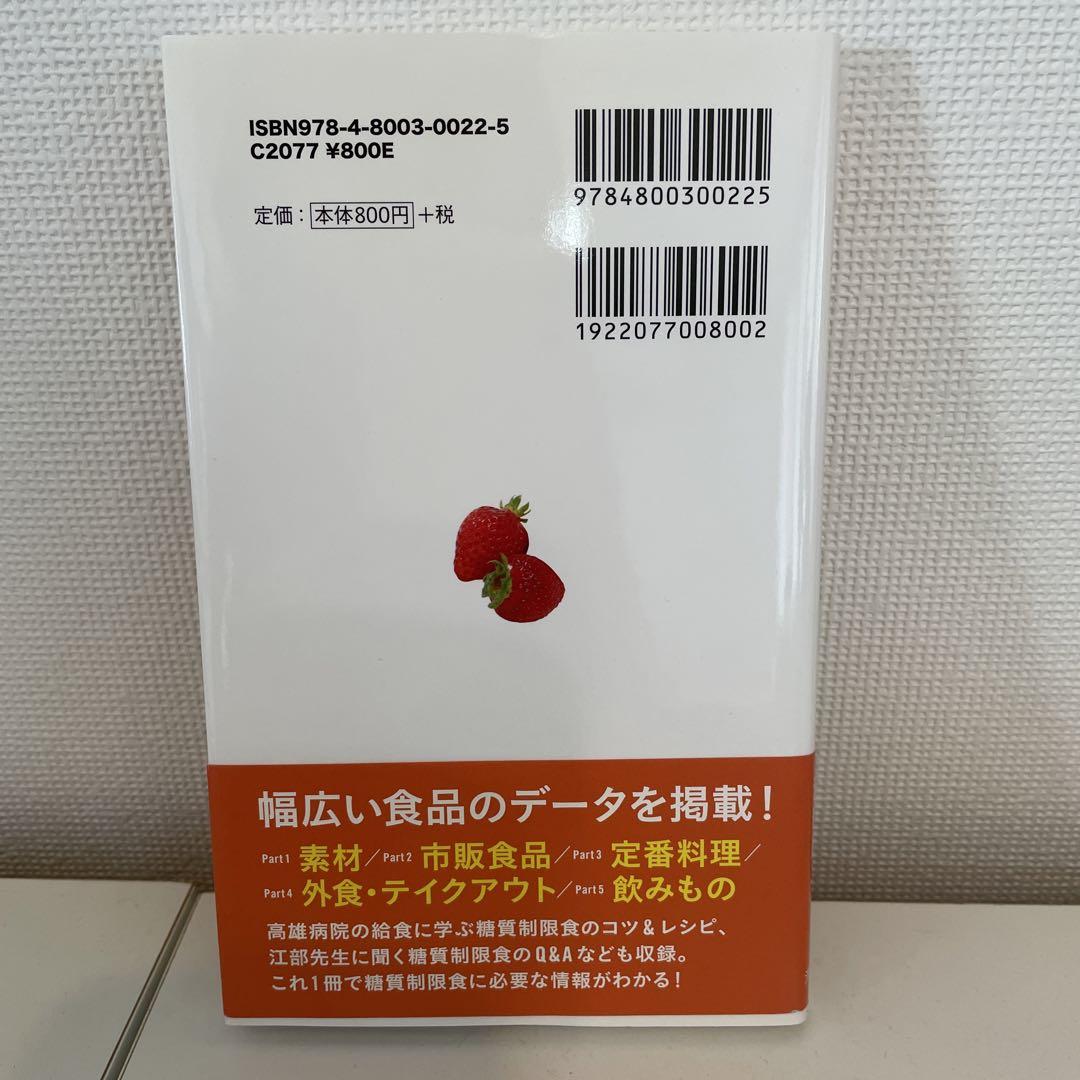 ISBN978-4-8003-0022-5
C2077 ¥800E
定価：本体800円＋税
9784800300225
1922077008002
幅広い食品のデータを掲載！
Part1 素材／Part2 市販食品／Part3 定番料理／
Part4 外食・テイクアウト／Part5 飲みもの
高雄病院の給食に学ぶ糖質制限食のコツ＆レシピ、
江部先生に聞く糖質制限食のQ&Aなども収録。
これ1冊で糖質制限食に必要な情報がわかる！